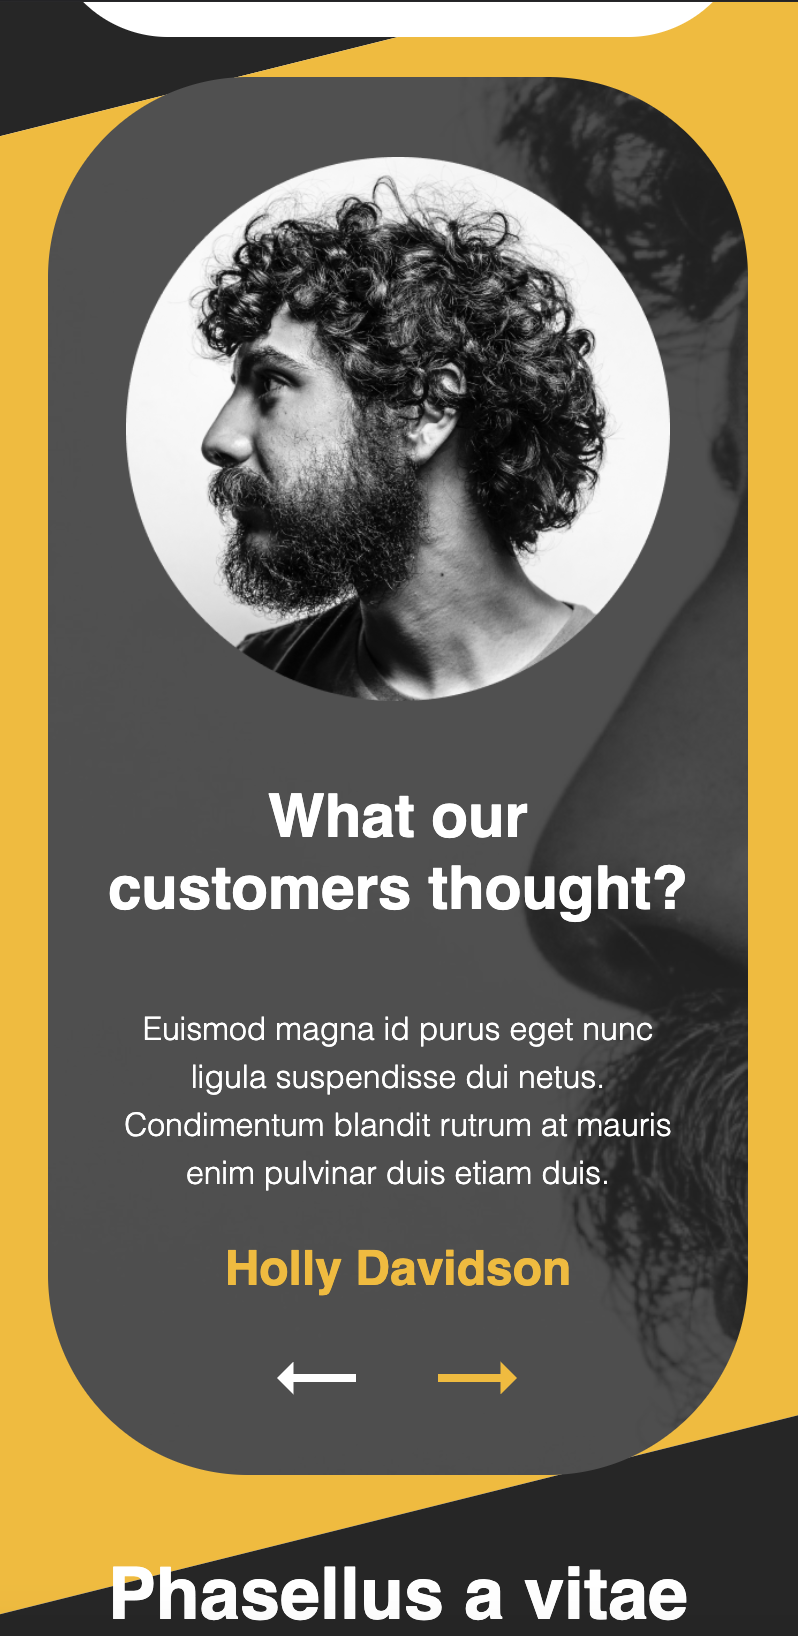 What our
customers thought?
Euismod magna id purus eget nunc
ligula suspendisse dui netus.
Condimentum blandit rutrum at mauris
enim pulvinar duis etiam duis.
Holly Davidson
Phasellus a vitae